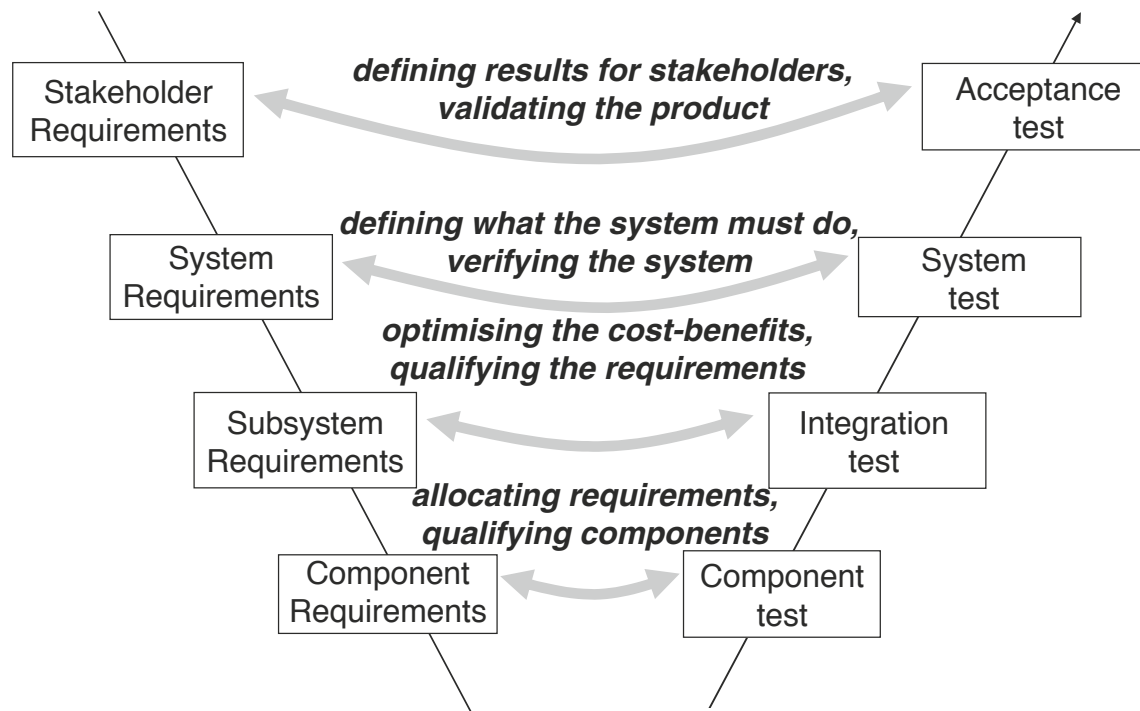 Stakeholder
Requirements
defining results for stakeholders,
validating the product
Acceptance
test
System
Requirements
defining what the system must do,
verifying the system
System
test
optimising the cost-benefits,
qualifying the requirements
Subsystem
Requirements
Integration
test
allocating requirements,
qualifying components
Component
Requirements
Component
test